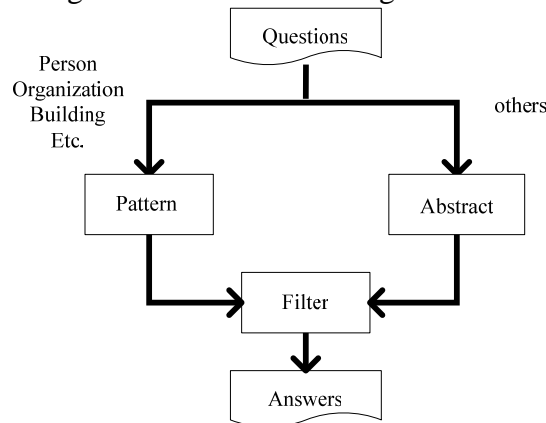 Questions
Person
Organization
Building
Etc.
others
Pattern
Abstract
Filter
Answers